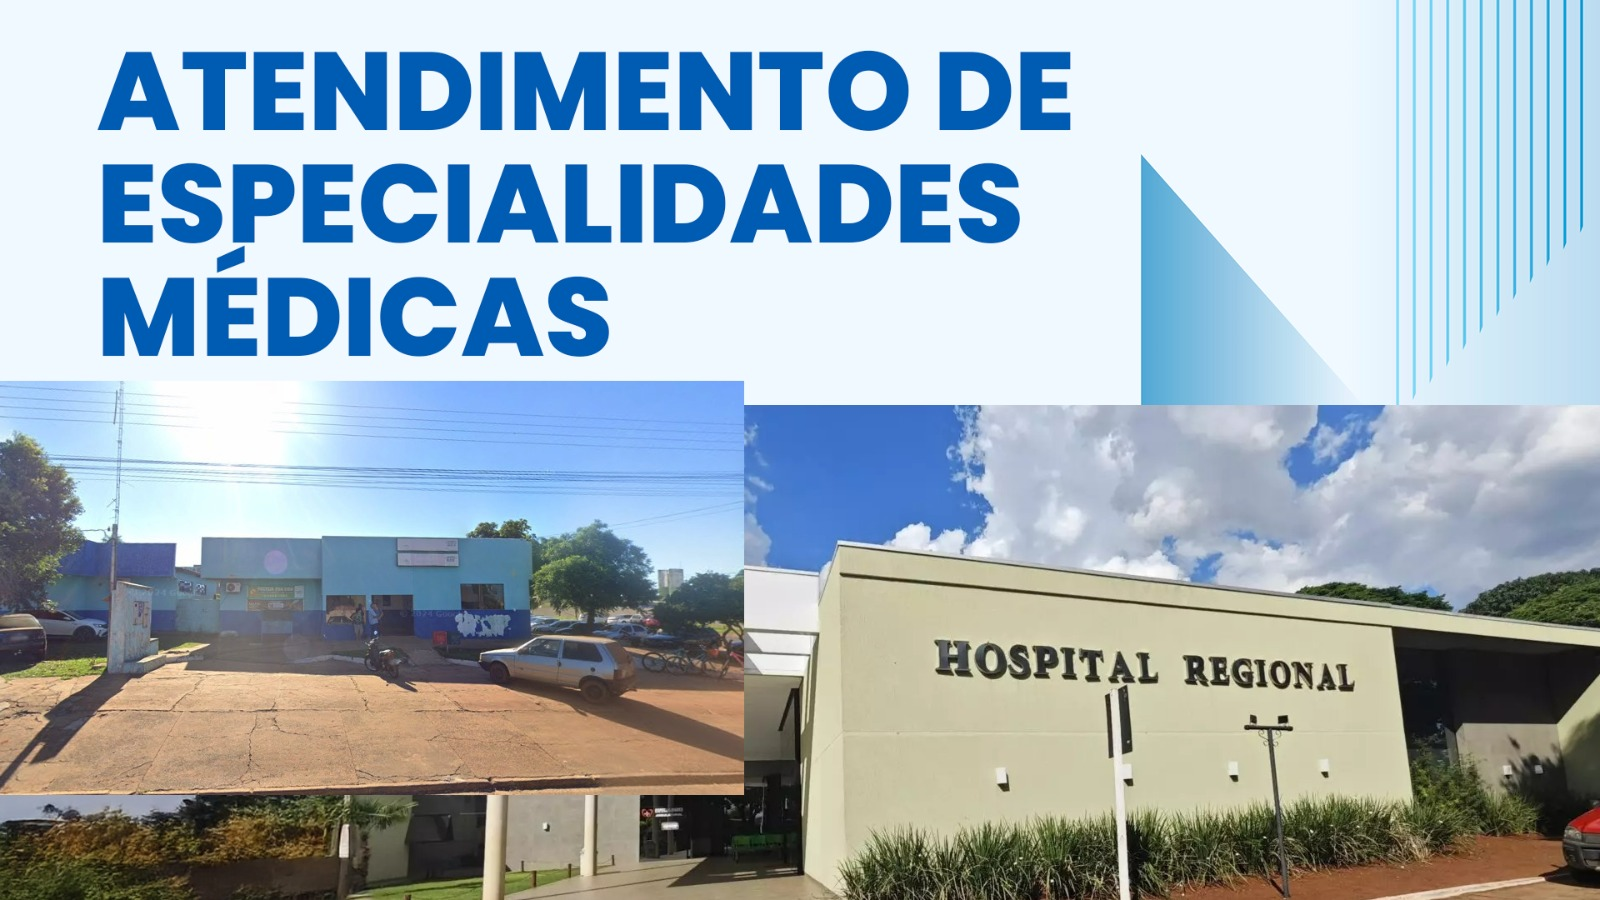 ATENDIMENTO DE
ESPECIALIDADES
MÉDICAS
HOSPITAL REGIONAL